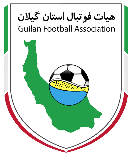 هیات فوتبال استان گیلان
Guilan Football Association